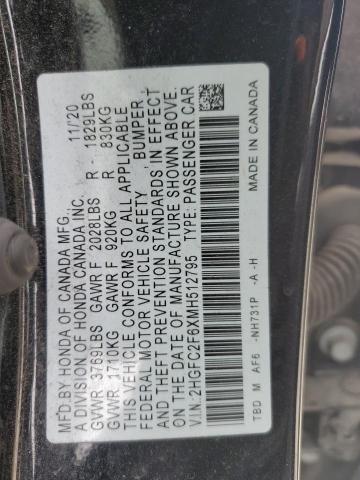 MFD.BY HONDA OF CANADA MFG., 11/20
A DIVISION OF HONDA CANADA INC.
GVWR 3769LBS GAWR F 2028LBS R - 1829LBS
GVWR 1710KG GAWR F 920KG R 830KG
THIS VEHICLE CONFORMS TO ALL APPLICABLE
FEDERAL MOTOR VEHICLE SAFETY , BUMPER,
AND THEFT PREVENTION STANDARDS IN EFFECT
ON THE DATE OF MANUFACTURE SHOWN ABOVE.
V.I.N:2HGFC2F6XMH512795 TYPE: PASSENGER CAR
TBD M AF6 -NH731P -A -H MADE IN CANADA